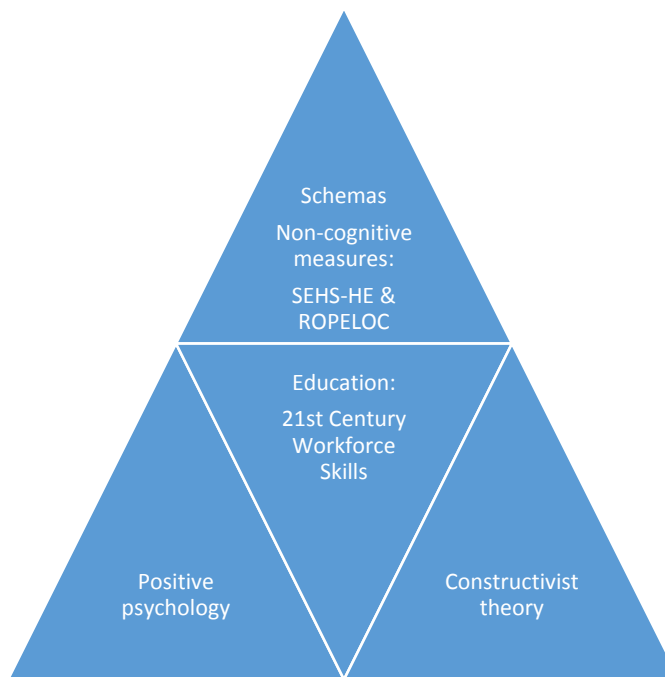 Schemas
Non-cognitive
measures:
SEHS-HE &
ROPELOC
Education:
21st Century
Workforce
Skills
Positive
psychology
Constructivist
theory